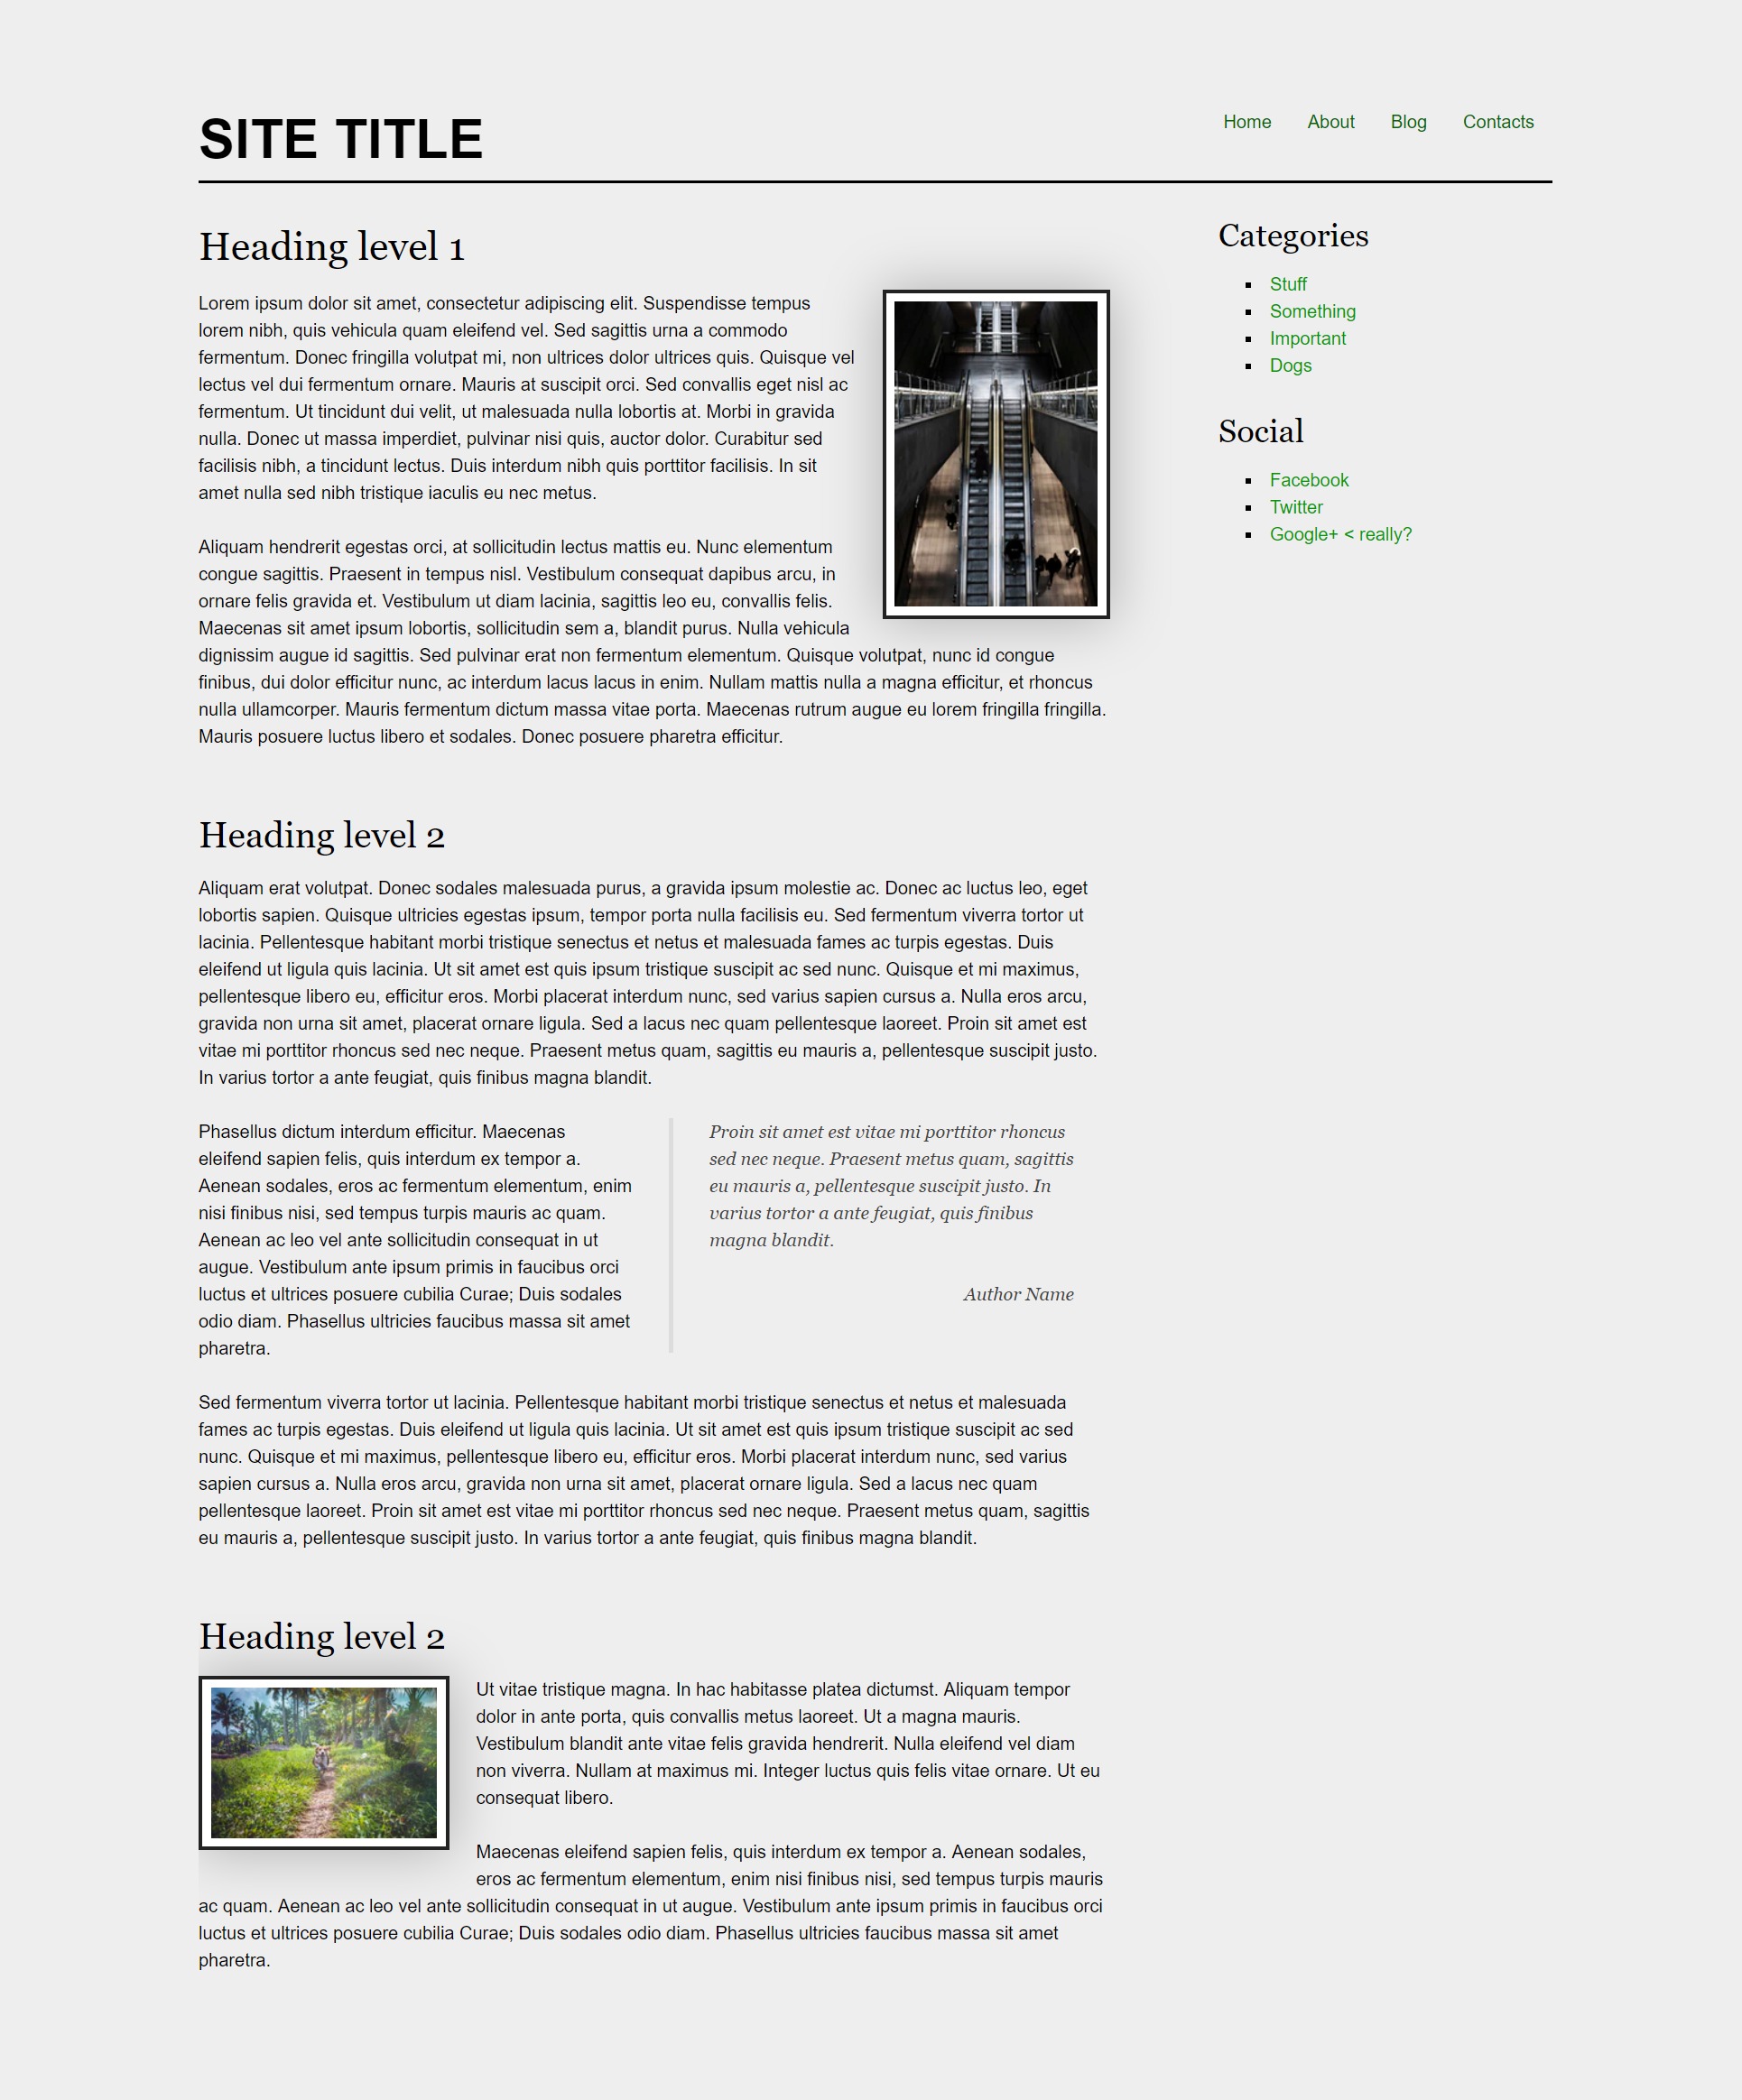 SITE TITLE
Home About Blog Contacts
Heading level 1
Lorem ipsum dolor sit amet, consectetur adipiscing elit. Suspendisse tempus
lorem nibh, quis vehicula quam eleifend vel. Sed sagittis urna a commodo
fermentum. Donec fringilla volutpat mi, non ultrices dolor ultrices quis. Quisque vel
lectus vel dui fermentum ornare. Mauris at suscipit orci. Sed convallis eget nisl ac
fermentum. Ut tincidunt dui velit, ut malesuada nulla lobortis at. Morbi in gravida
nulla. Donec ut massa imperdiet, pulvinar nisi quis, auctor dolor. Curabitur sed
facilisis nibh, a tincidunt lectus. Duis interdum nibh quis porttitor facilisis. In sit
amet nulla sed nibh tristique iaculis eu nec metus.
Aliquam hendrerit egestas orci, at sollicitudin lectus mattis eu. Nunc elementum
congue sagittis. Praesent in tempus nisl. Vestibulum consequat dapibus arcu, in
ornare felis gravida et. Vestibulum ut diam lacinia, sagittis leo eu, convallis felis.
Maecenas sit amet ipsum lobortis, sollicitudin sem a, blandit purus. Nulla vehicula
dignissim augue id sagittis. Sed pulvinar erat non fermentum elementum. Quisque volutpat, nunc id congue
finibus, dui dolor efficitur nunc, ac interdum lacus lacus in enim. Nullam mattis nulla a magna efficitur, et rhoncus
nulla ullamcorper. Mauris fermentum dictum massa vitae porta. Maecenas rutrum augue eu lorem fringilla fringilla.
Mauris posuere luctus libero et sodales. Donec posuere pharetra efficitur.
Heading level 2
Aliquam erat volutpat. Donec sodales malesuada purus, a gravida ipsum molestie ac. Donec ac luctus leo, eget
lobortis sapien. Quisque ultricies egestas ipsum, tempor porta nulla facilisis eu. Sed fermentum viverra tortor ut
lacinia. Pellentesque habitant morbi tristique senectus et netus et malesuada fames ac turpis egestas. Duis
eleifend ut ligula quis lacinia. Ut sit amet est quis ipsum tristique suscipit ac sed nunc. Quisque et mi maximus,
pellentesque libero eu, efficitur eros. Morbi placerat interdum nunc, sed varius sapien cursus a. Nulla eros arcu,
gravida non urna sit amet, placerat ornare ligula. Sed a lacus nec quam pellentesque laoreet. Proin sit amet est
vitae mi porttitor rhoncus sed nec neque. Praesent metus quam, sagittis eu mauris a, pellentesque suscipit justo.
In varius tortor a ante feugiat, quis finibus magna blandit.
Phasellus dictum interdum efficitur. Maecenas
eleifend sapien felis, quis interdum ex tempor a.
Aenean sodales, eros ac fermentum elementum, enim
nisi finibus nisi, sed tempus turpis mauris ac quam.
Aenean ac leo vel ante sollicitudin consequat in ut
augue. Vestibulum ante ipsum primis in faucibus orci
luctus et ultrices posuere cubilia Curae; Duis sodales
odio diam. Phasellus ultricies faucibus massa sit amet
pharetra.
Proin sit amet est vitae mi porttitor rhoncus
sed nec neque. Praesent metus quam, sagittis
eu mauris a, pellentesque suscipit justo. In
varius tortor a ante feugiat, quis finibus
magna blandit.
Author Name
Sed fermentum viverra tortor ut lacinia. Pellentesque habitant morbi tristique senectus et netus et malesuada
fames ac turpis egestas. Duis eleifend ut ligula quis lacinia. Ut sit amet est quis ipsum tristique suscipit ac sed
nunc. Quisque et mi maximus, pellentesque libero eu, efficitur eros. Morbi placerat interdum nunc, sed varius
sapien cursus a. Nulla eros arcu, gravida non urna sit amet, placerat ornare ligula. Sed a lacus nec quam
pellentesque laoreet. Proin sit amet est vitae mi porttitor rhoncus sed nec neque. Praesent metus quam, sagittis
eu mauris a, pellentesque suscipit justo. In varius tortor a ante feugiat, quis finibus magna blandit.
Heading level 2
Ut vitae tristique magna. In hac habitasse platea dictumst. Aliquam tempor
dolor in ante porta, quis convallis metus laoreet. Ut a magna mauris.
Vestibulum blandit ante vitae felis gravida hendrerit. Nulla eleifend vel diam
non viverra. Nullam at maximus mi. Integer luctus quis felis vitae ornare. Ut eu
consequat libero.
Maecenas eleifend sapien felis, quis interdum ex tempor a. Aenean sodales,
eros ac fermentum elementum, enim nisi finibus nisi, sed tempus turpis mauris
ac quam. Aenean ac leo vel ante sollicitudin consequat in ut augue. Vestibulum ante ipsum primis in faucibus orci
luctus et ultrices posuere cubilia Curae; Duis sodales odio diam. Phasellus ultricies faucibus massa sit amet
pharetra.
Categories
Stuff
Something
Important
Dogs
Social
Facebook
Twitter
Google+ < really?